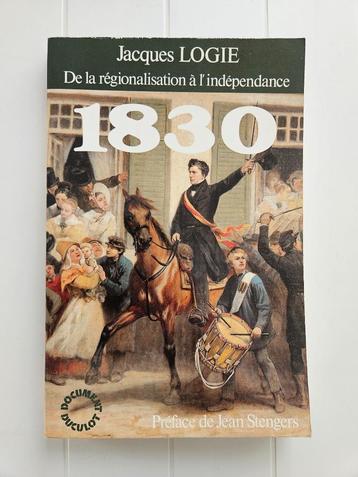 Jacques LOGIE
De la régionalisation à l'indépendance
1830
DOCUMENT
DUCULOT
Préface de Jean Stengers